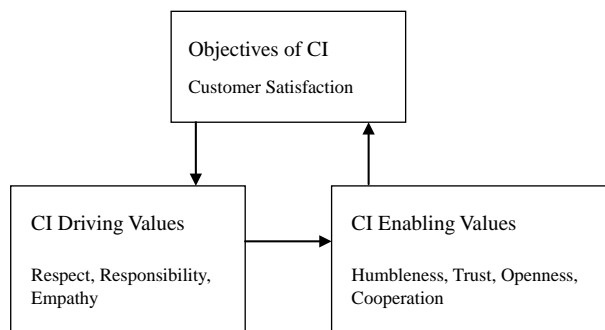 Objectives of CI
Customer Satisfaction
CI Driving Values
Respect, Responsibility,
Empathy
CI Enabling Values
Humbleness, Trust, Openness,
Cooperation